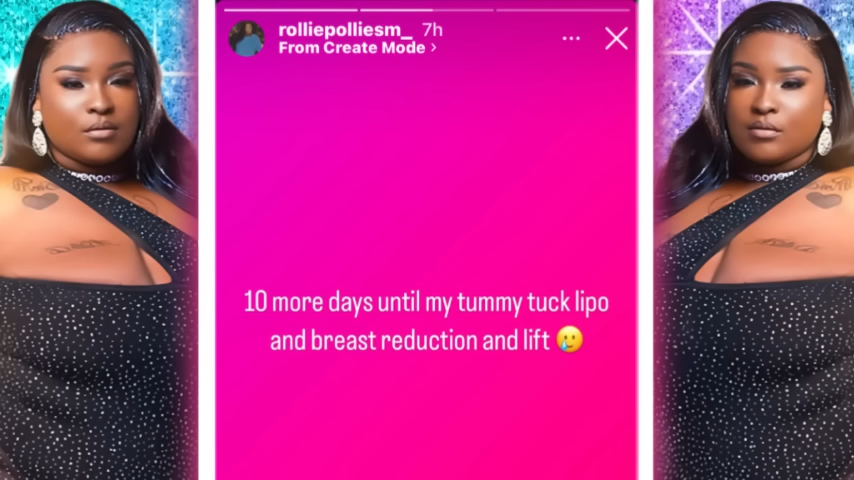 rolliepolliesm_ 7h
From Create Mode ›
10 more days until my tummy tuck lipo
and breast reduction and lift 🥲